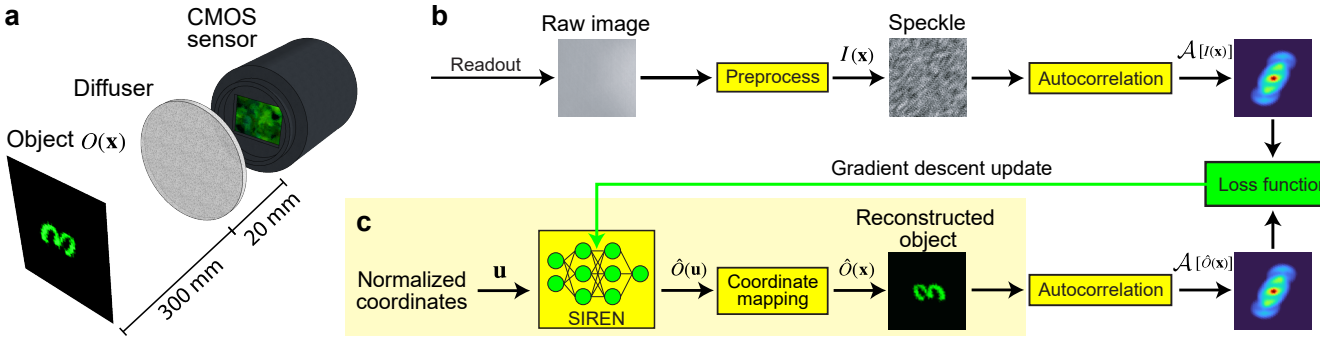 a
CMOS
sensor
Diffuser
Object O(x)
300 mm
20 mm
b
Raw image
Readout
Preprocess
I(x)
Speckle
Autocorrelation
𝒜[I(x)]
Gradient descent update
Loss function
c
Normalized
coordinates
u
SIREN
Ô(u)
Coordinate
mapping
Ô(x)
Reconstructed
object
Autocorrelation
𝒜[Ô(x)]